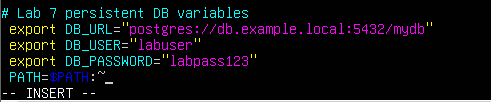 # Lab 7 persistent DB variables
export DB_URL="postgres://db.example.local:5432/mydb"
export DB_USER="labuser"
export DB_PASSWORD="labpass123"
PATH=$PATH:~_
-- INSERT --